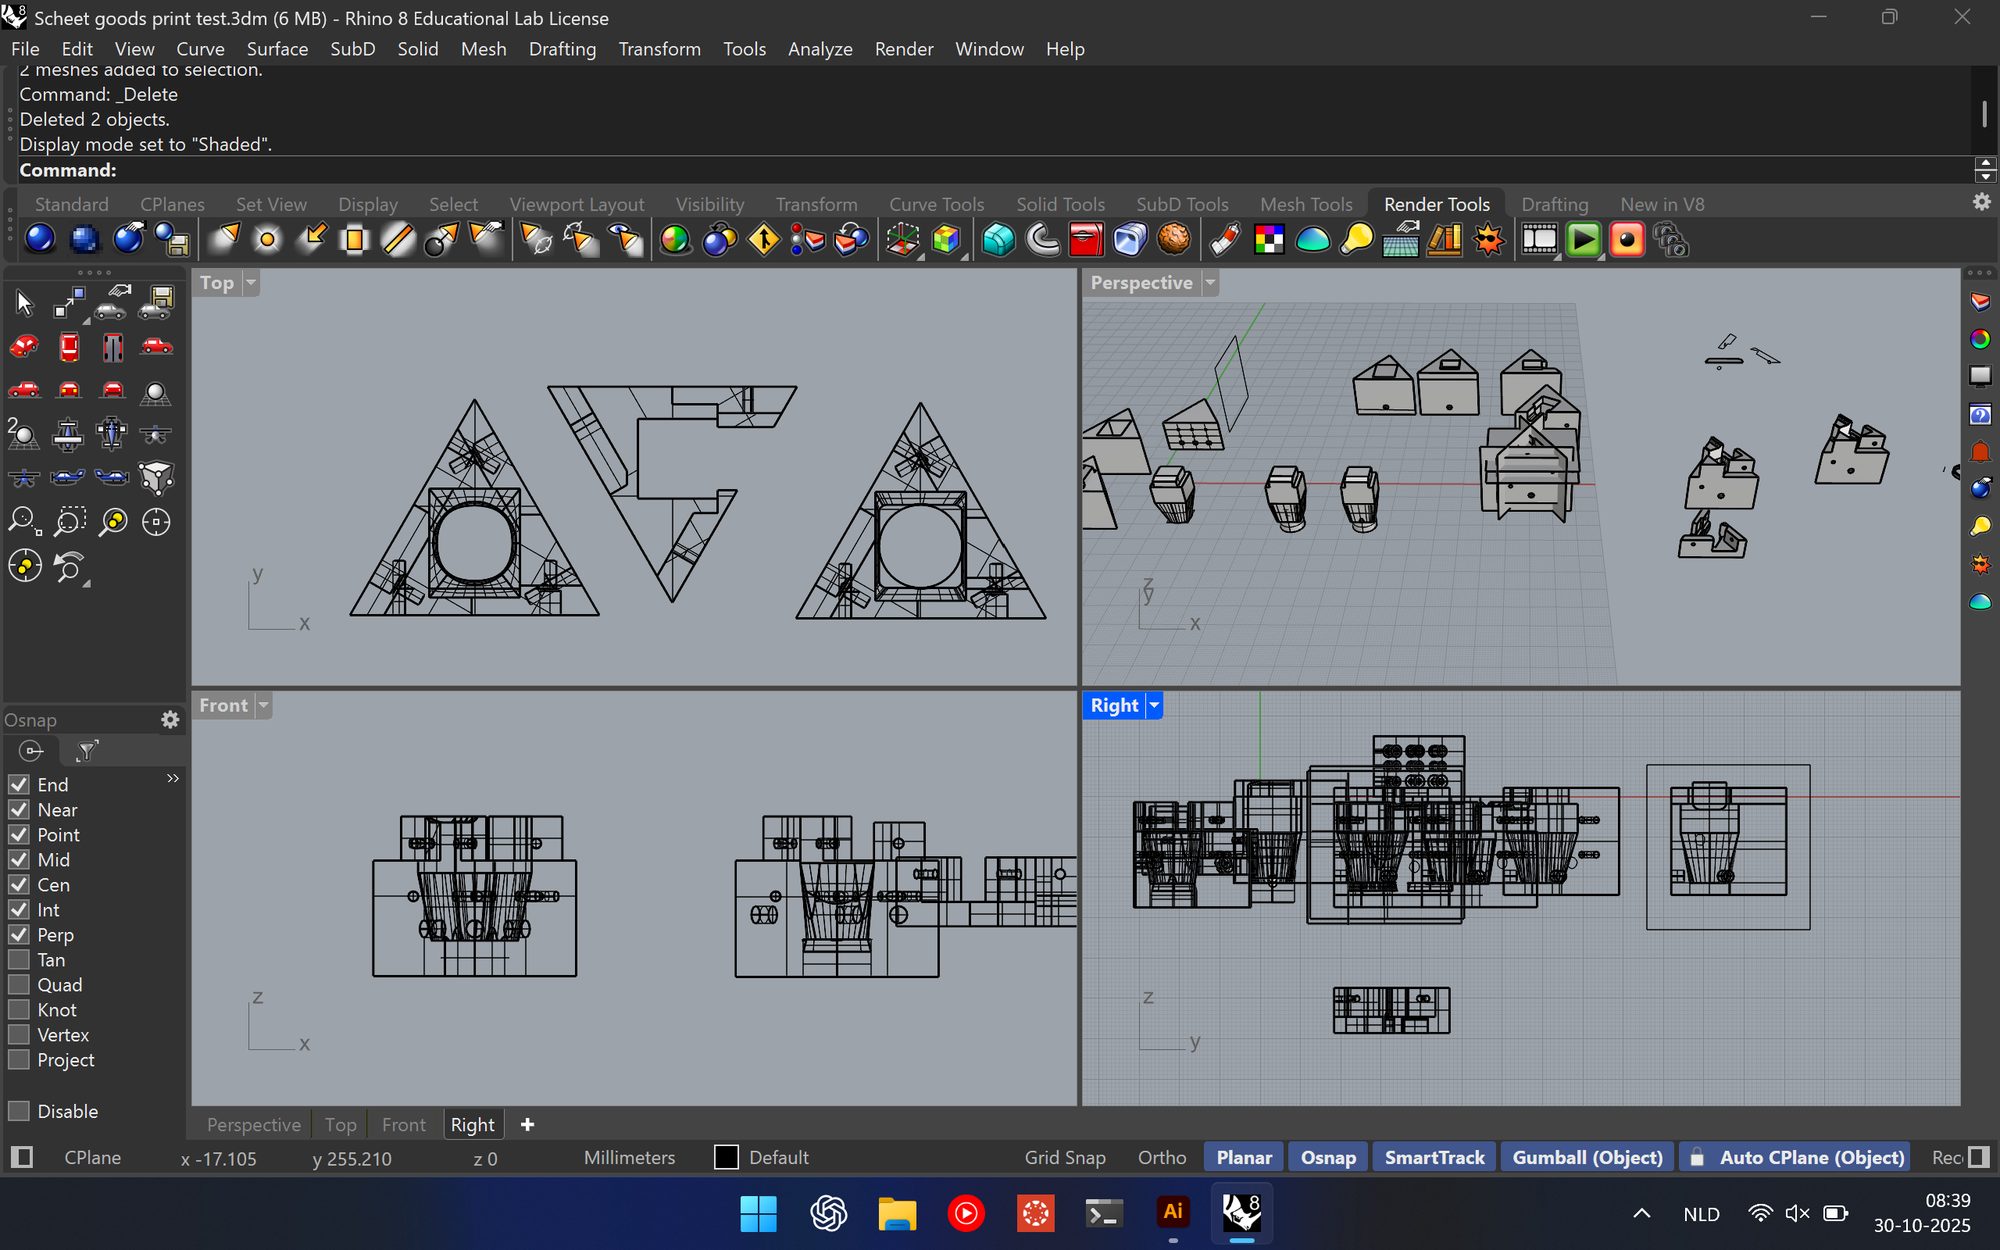 Scheet goods print test.3dm (6 MB) - Rhino 8 Educational Lab License
File Edit View Curve Surface SubD Solid Mesh Drafting Transform Tools Analyze Render Window Help
2 meshes added to selection.
Command: _Delete
Deleted 2 objects.
Display mode set to "Shaded".
Command:
Standard CPlanes Set View Display Select Viewport Layout Visibility Transform Curve Tools Solid Tools SubD Tools Mesh Tools Render Tools Drafting New in V8
Top
Perspective
y
x
z
y
x
Front
Right
z
x
z
y
Osnap
End
Near
Point
Mid
Cen
Int
Perp
Tan
Quad
Knot
Vertex
Project
Disable
Perspective Top Front Right
CPlane x -17.105 y 255.210 z 0 Millimeters Default Grid Snap Ortho Planar Osnap SmartTrack Gumball (Object) Auto CPlane (Object) Rec
Ai
8
NLD
08:39
30-10-2025